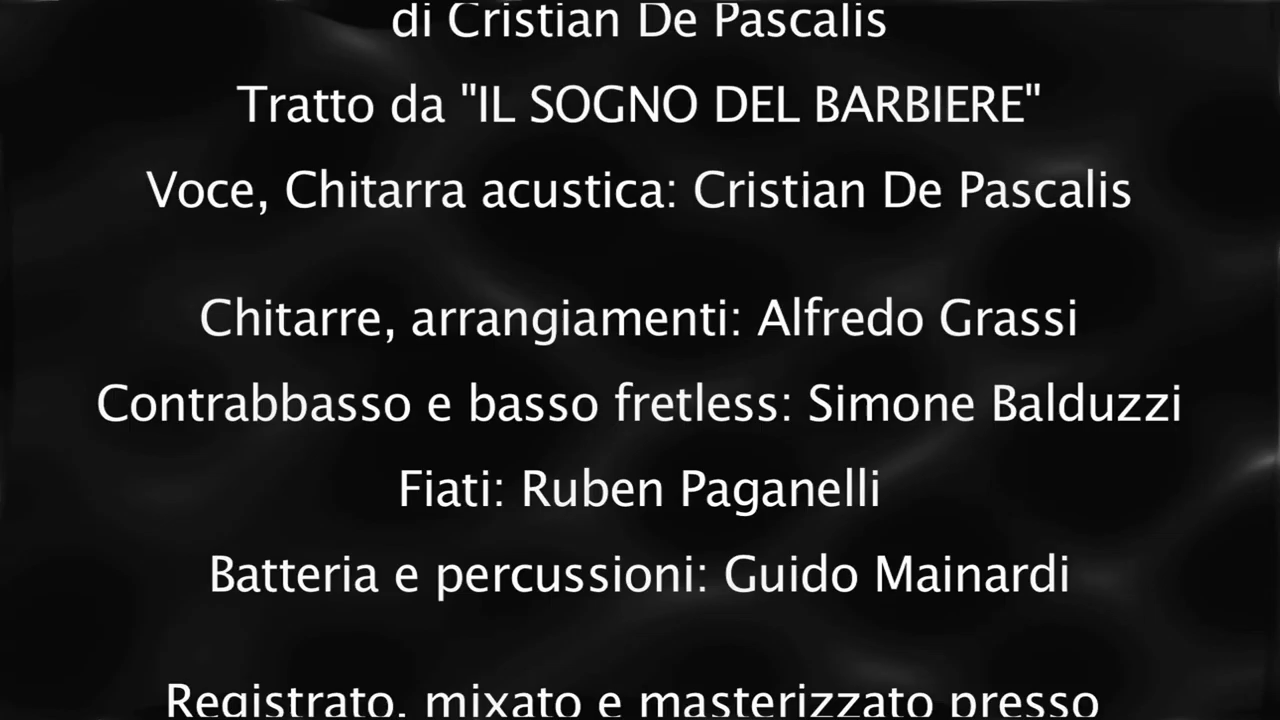 di Cristian De Pascalis
Tratto da "IL SOGNO DEL BARBIERE"
Voce, Chitarra acustica: Cristian De Pascalis
Chitarre, arrangiamenti: Alfredo Grassi
Contrabbasso e basso fretless: Simone Balduzzi
Fiati: Ruben Paganelli
Batteria e percussioni: Guido Mainardi
Registrato, mixato e masterizzato presso